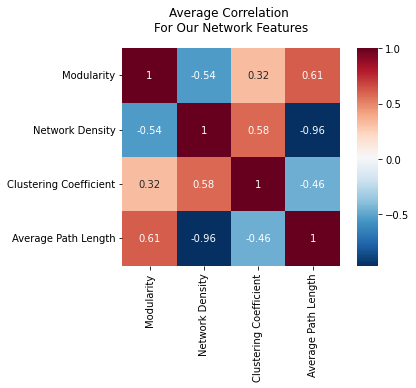 Average Correlation
For Our Network Features
Modularity
Network Density
Clustering Coefficient
Average Path Length
1 -0.54 0.32 0.61
-0.54 1 0.58 -0.96
0.32 0.58 1 -0.46
0.61 -0.96 -0.46 1
Modularity
Network Density
Clustering Coefficient
Average Path Length
1.0
0.5
0.0
−0.5